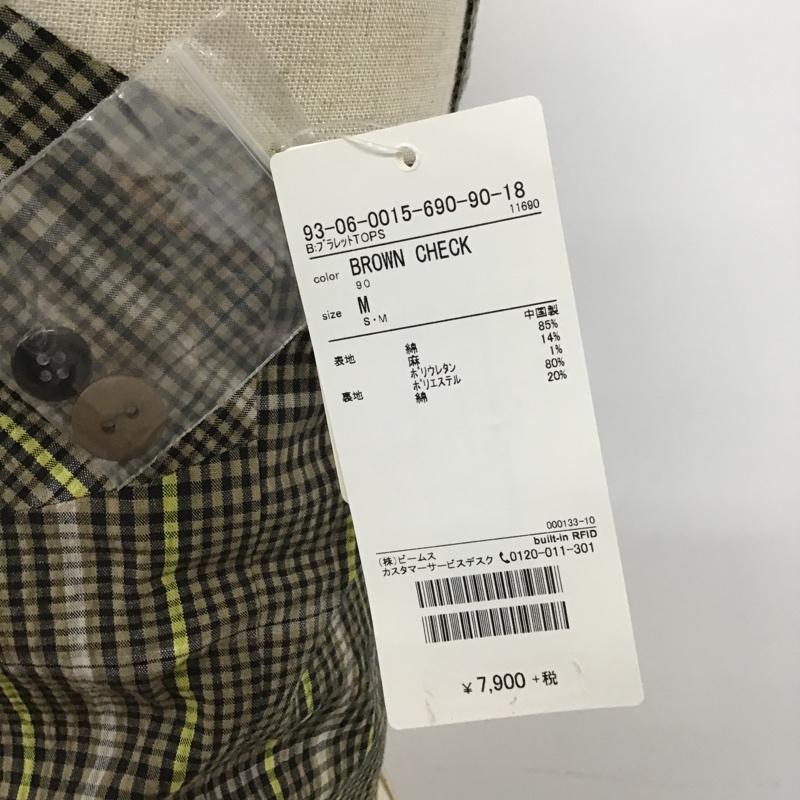 93-06-0015-690-90-18
B:ブラレットTOPS 11690
color BROWN CHECK
90
size M
S・M
中国製
表地 綿 85%
麻 14%
ポリウレタン 1%
裏地 ポリエステル 80%
綿 20%
000133-10
built-in RFID
(株)ビームス
カスタマーサービスデスク 0120-011-301
¥7,900 +税